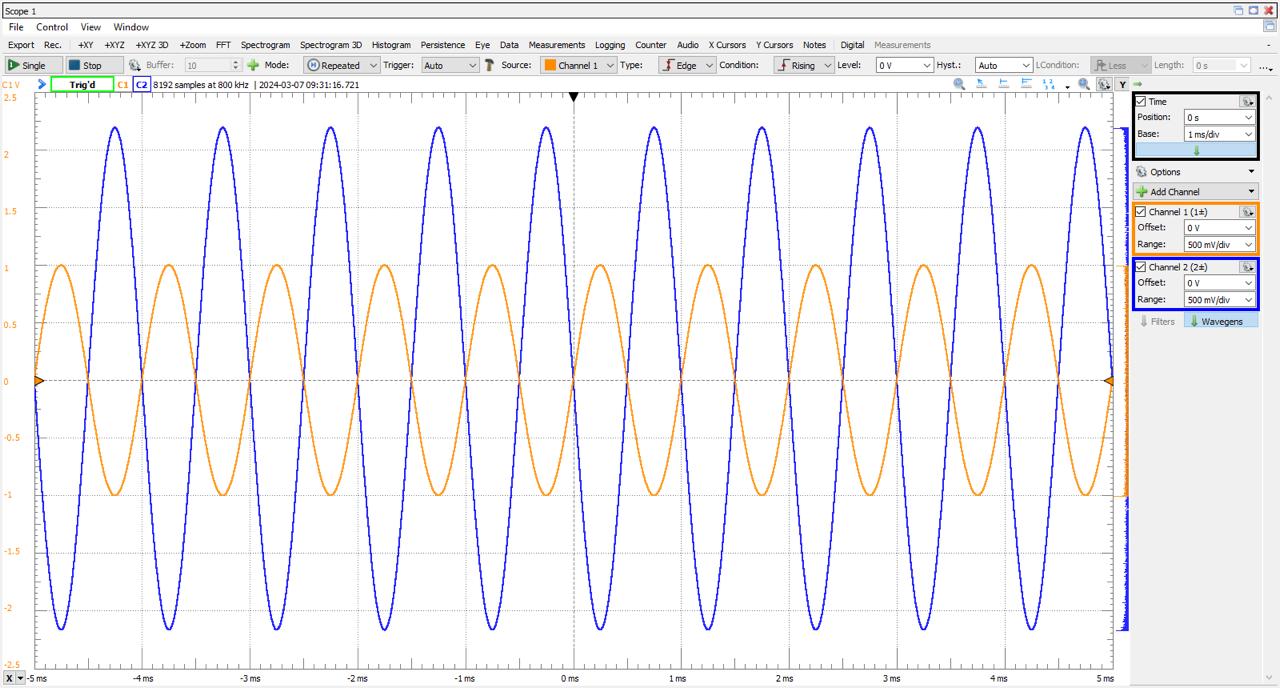 Scope 1
File Control View Window
Export Rec. +XY +XYZ +XYZ 3D +Zoom FFT Spectrogram Spectrogram 3D Histogram Persistence Eye Data Measurements Logging Counter Audio X Cursors Y Cursors Notes Digital Measurements
Single Stop Buffer: 10 Mode: Repeated Trigger: Auto Source: Channel 1 Type: Edge Condition: Rising Level: 0 V Hyst.: Auto LCondition: Less Length: 0 s ...
C1 V Trig'd C1 C2 8192 samples at 800 kHz | 2024-03-07 09:31:16.721 Y
2.5
2
1.5
1
0.5
0
-0.5
-1
-1.5
-2
-2.5
X -5 ms -4 ms -3 ms -2 ms -1 ms 0 ms 1 ms 2 ms 3 ms 4 ms 5 ms
Time
Position: 0 s
Base: 1 ms/div
Options
Add Channel
Channel 1 (1±)
Offset: 0 V
Range: 500 mV/div
Channel 2 (2±)
Offset: 0 V
Range: 500 mV/div
Filters Wavegens